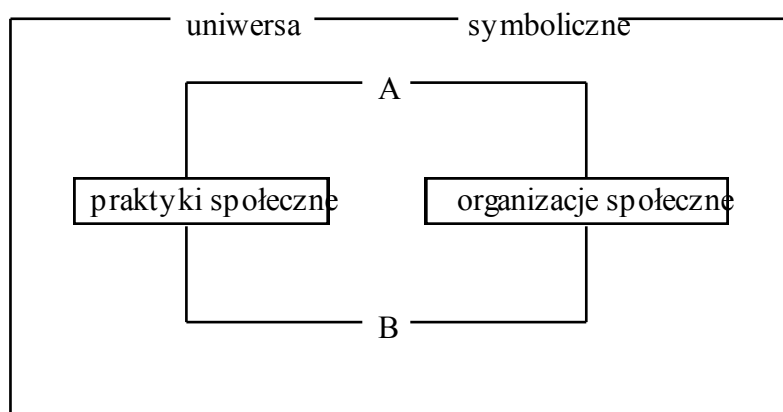 uniwersa symboliczne
A
praktyki społeczne organizacje społeczne
B